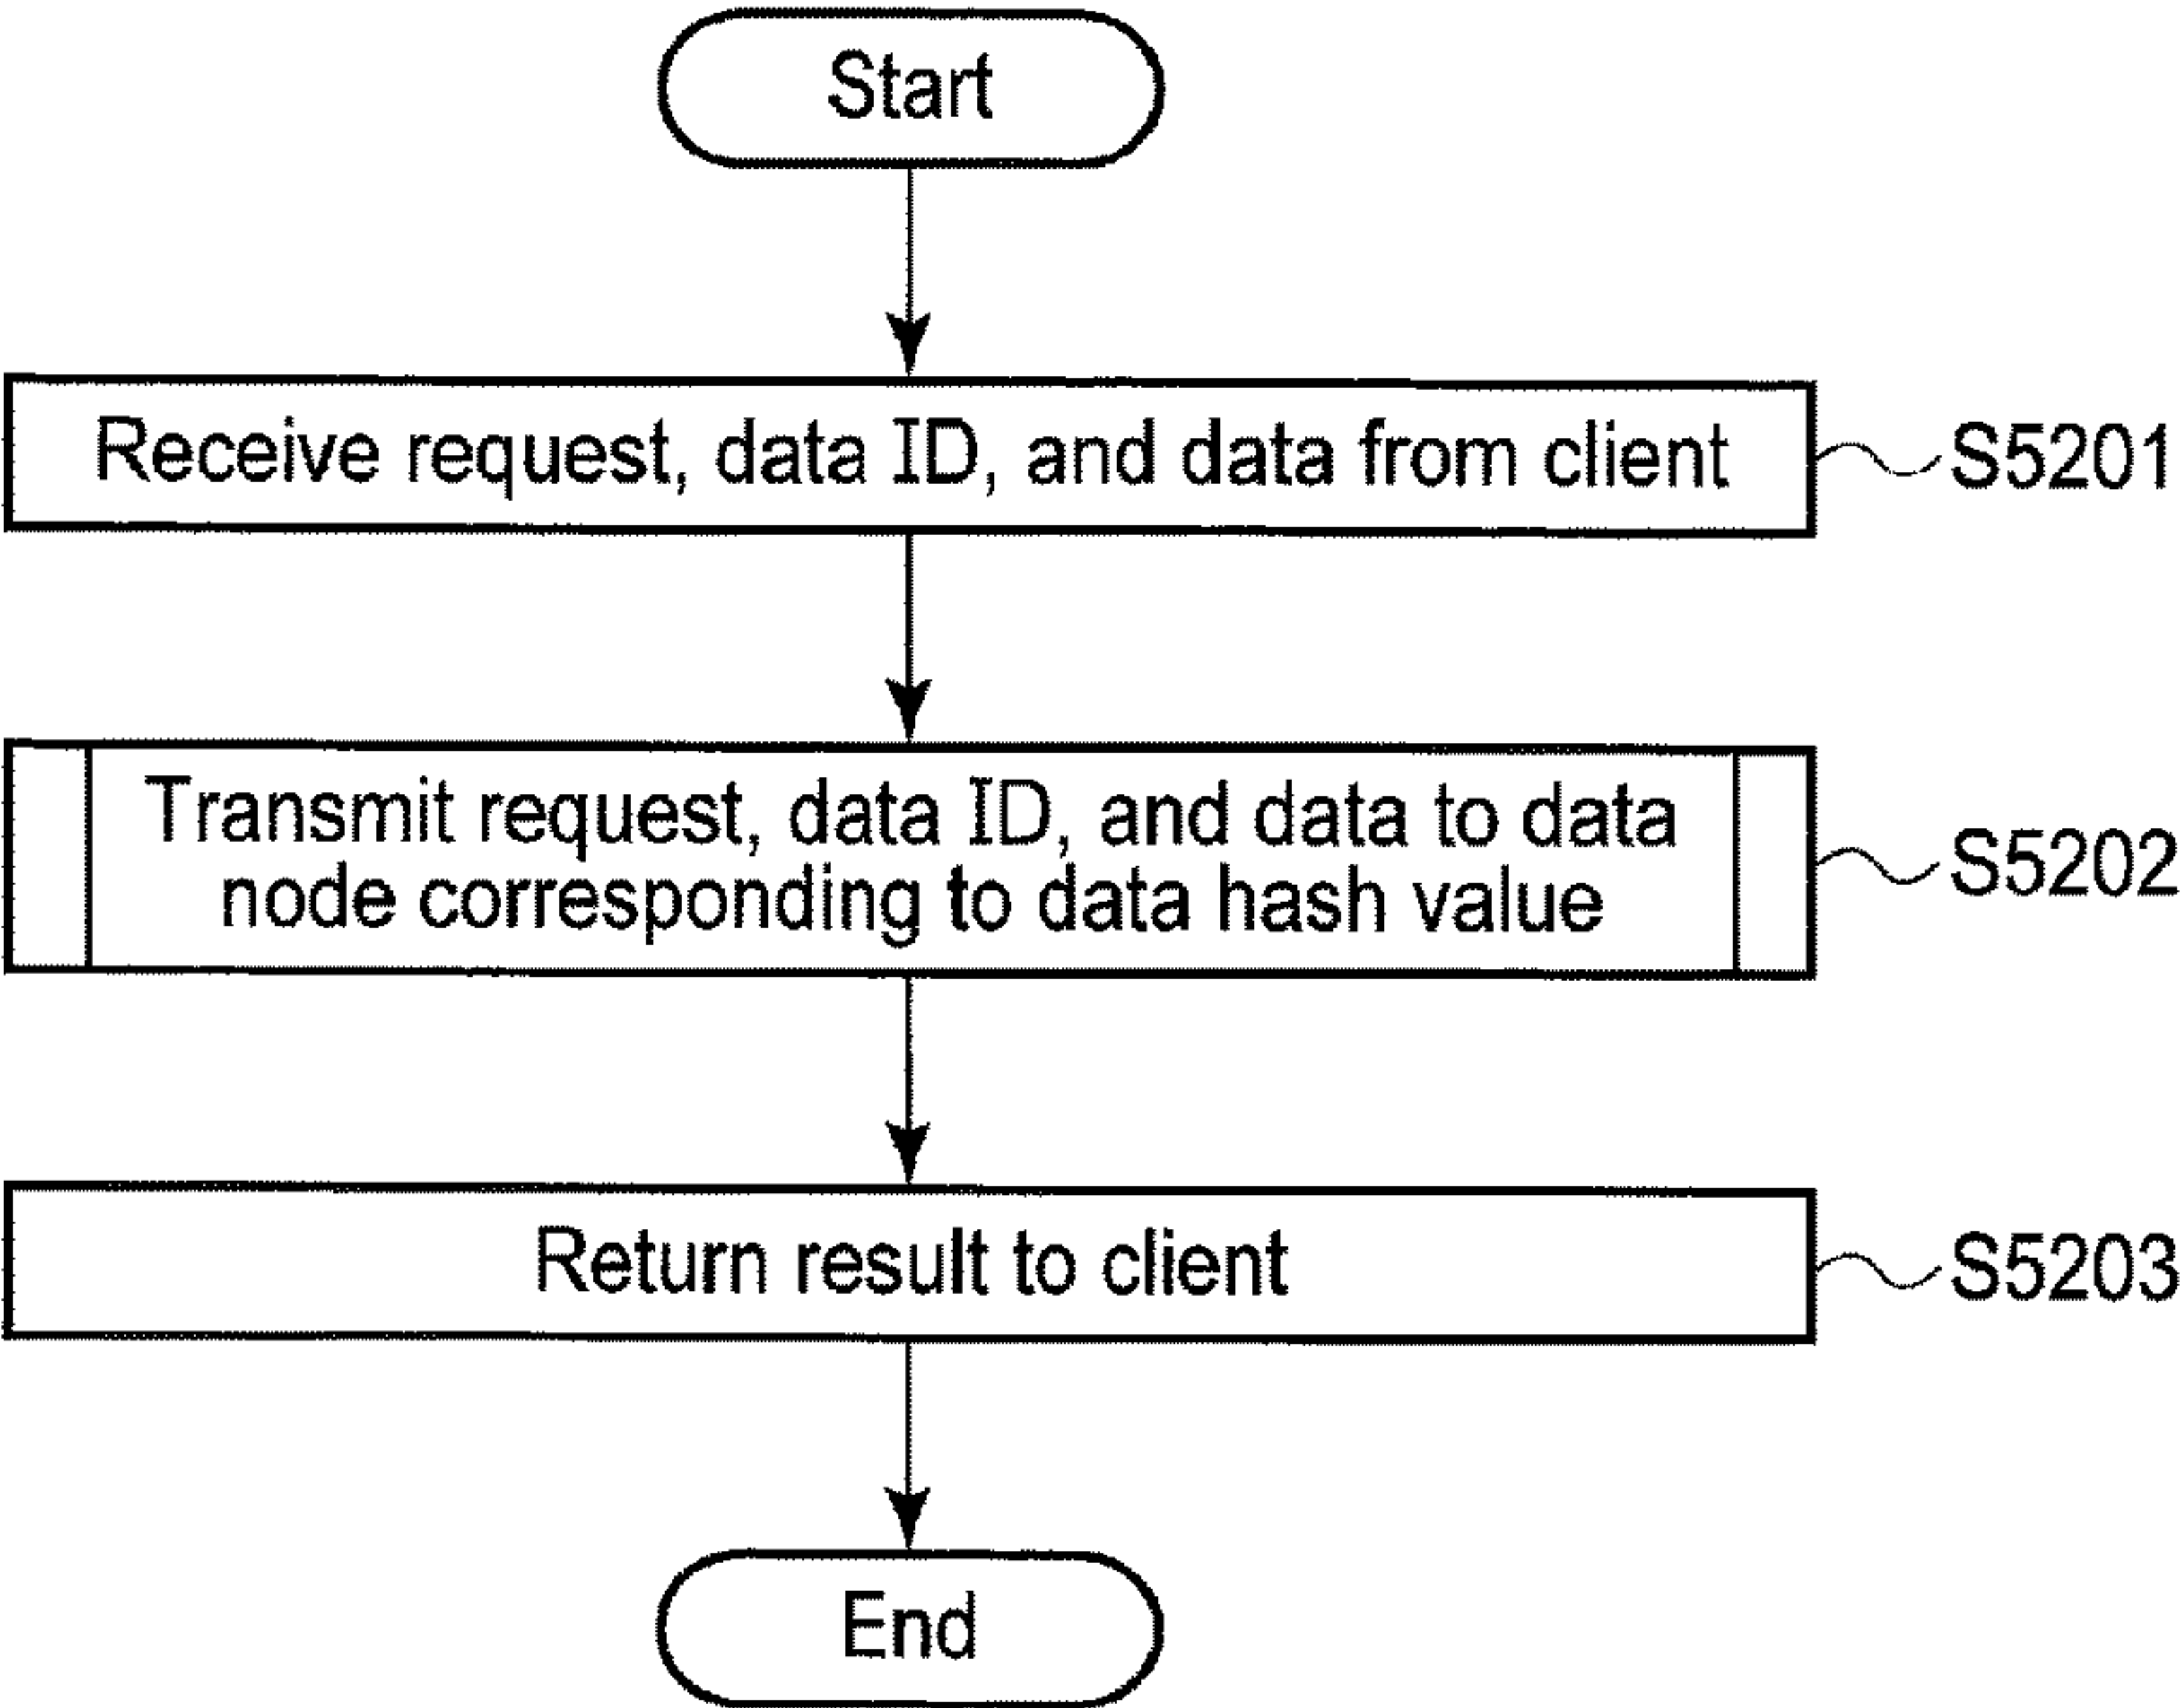 Start
Receive request, data ID, and data from client
S5201
Transmit request, data ID, and data to data
node corresponding to data hash value
S5202
Return result to client
S5203
End